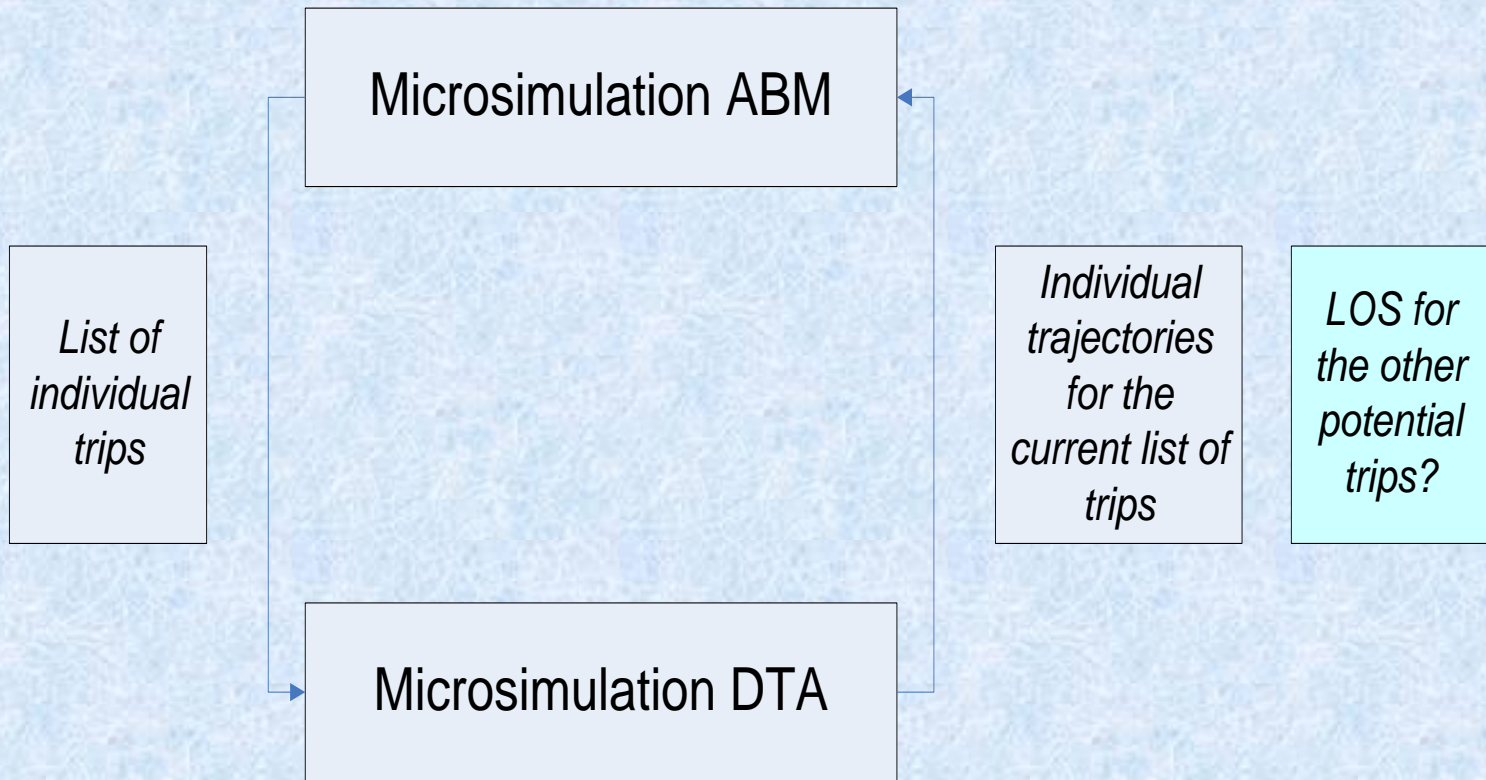 Microsimulation ABM
List of
individual
trips
Individual
trajectories
for the
current list of
trips
LOS for
the other
potential
trips?
Microsimulation DTA